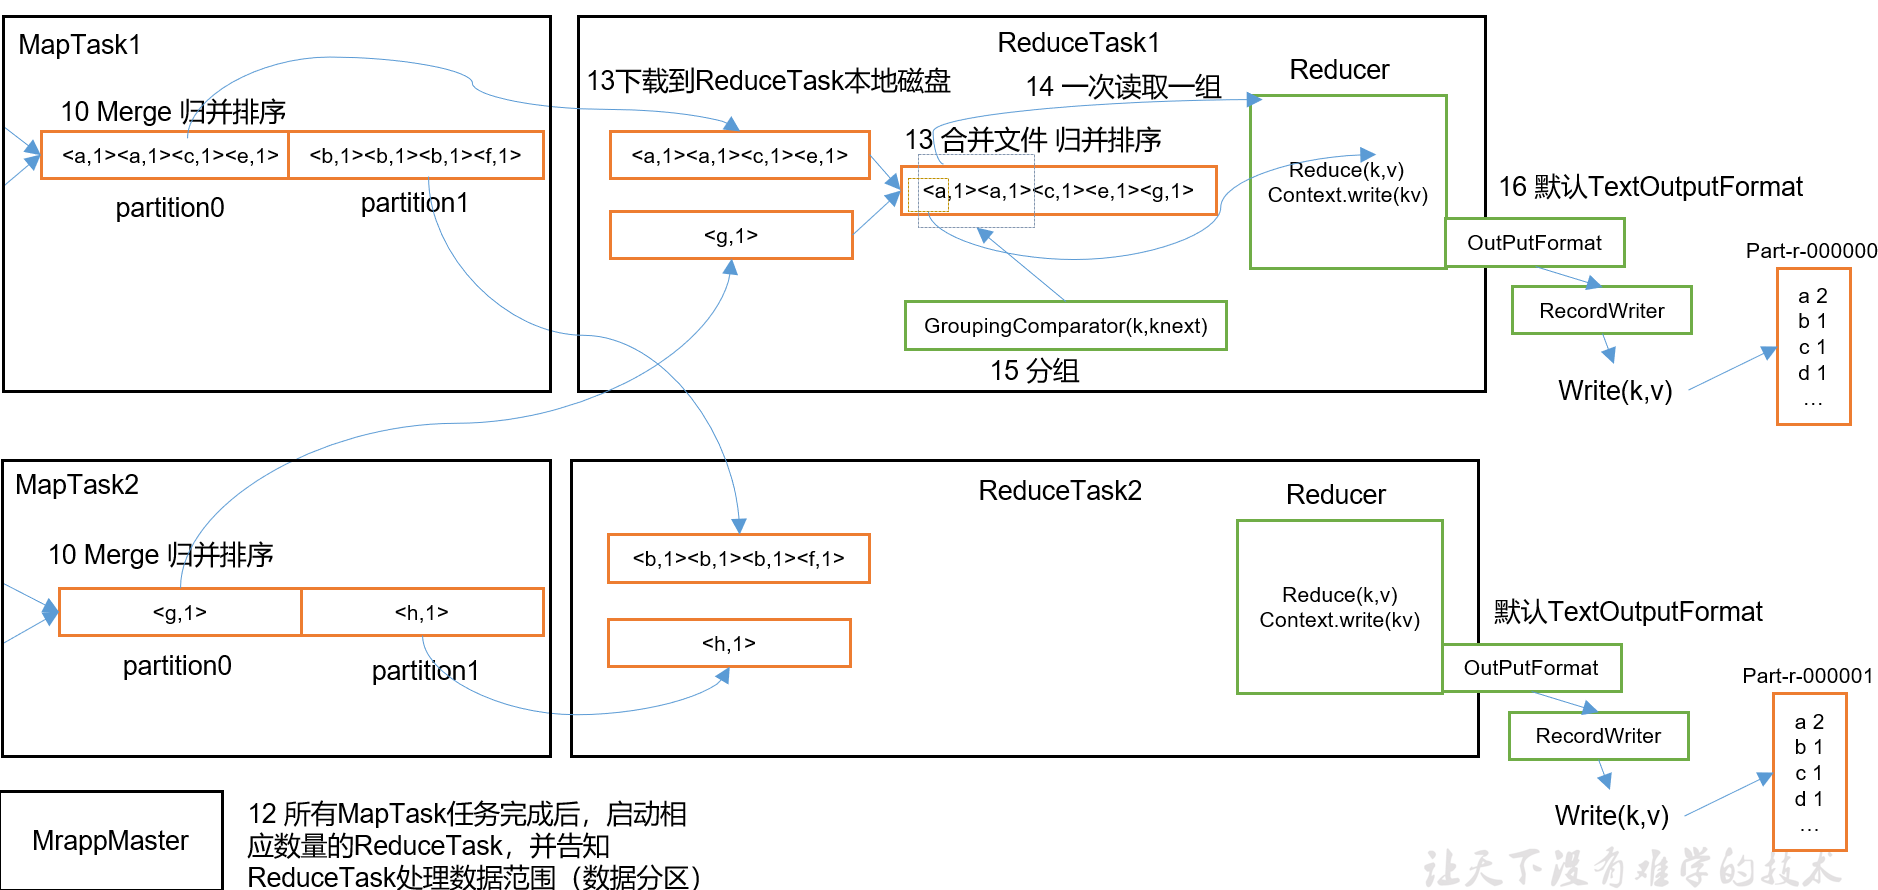 MapTask1
10 Merge 归并排序
<a,1><a,1><c,1><e,1>
<b,1><b,1><b,1><f,1>
partition0
partition1
ReduceTask1
13下载到ReduceTask本地磁盘
14 一次读取一组
Reducer
<a,1><a,1><c,1><e,1>
13 合并文件 归并排序
<a,1><a,1><c,1><e,1><g,1>
<g,1>
Reduce(k,v)
Context.write(kv)
GroupingComparator(k,knext)
15 分组
16 默认TextOutputFormat
OutPutFormat
RecordWriter
Write(k,v)
Part-r-000000
a 2
b 1
c 1
d 1
...
MapTask2
10 Merge 归并排序
<g,1>
<h,1>
partition0
partition1
ReduceTask2
Reducer
<b,1><b,1><b,1><f,1>
<h,1>
Reduce(k,v)
Context.write(kv)
默认TextOutputFormat
OutPutFormat
RecordWriter
Write(k,v)
Part-r-000001
a 2
b 1
c 1
d 1
...
MrappMaster
12 所有MapTask任务完成后，启动相
应数量的ReduceTask，并告知
ReduceTask处理数据范围（数据分区）
让天下没有难学的技术